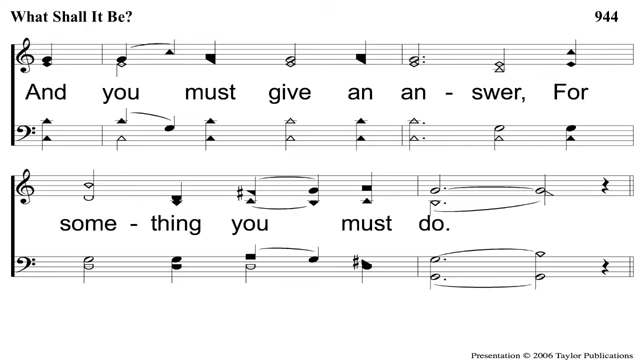 What Shall It Be? 944
And you must give an an - swer, For
some - thing you must do.
Presentation © 2006 Taylor Publications